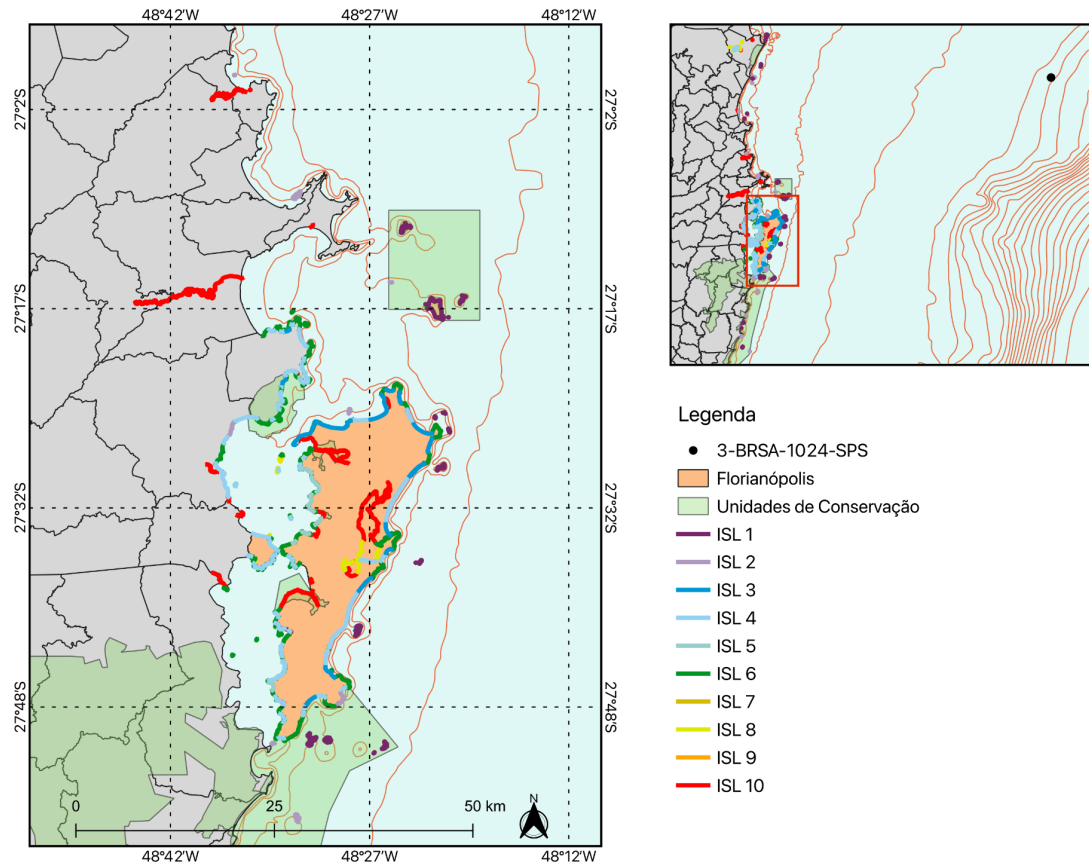 48°42'W 48°27'W 48°12'W
27°2'S 27°2'S
27°17'S 27°17'S
27°32'S 27°32'S
27°48'S 27°48'S
0 25 50 km
N
48°42'W 48°27'W 48°12'W
Legenda
3-BRSA-1024-SPS
Florianópolis
Unidades de Conservação
ISL 1
ISL 2
ISL 3
ISL 4
ISL 5
ISL 6
ISL 7
ISL 8
ISL 9
ISL 10